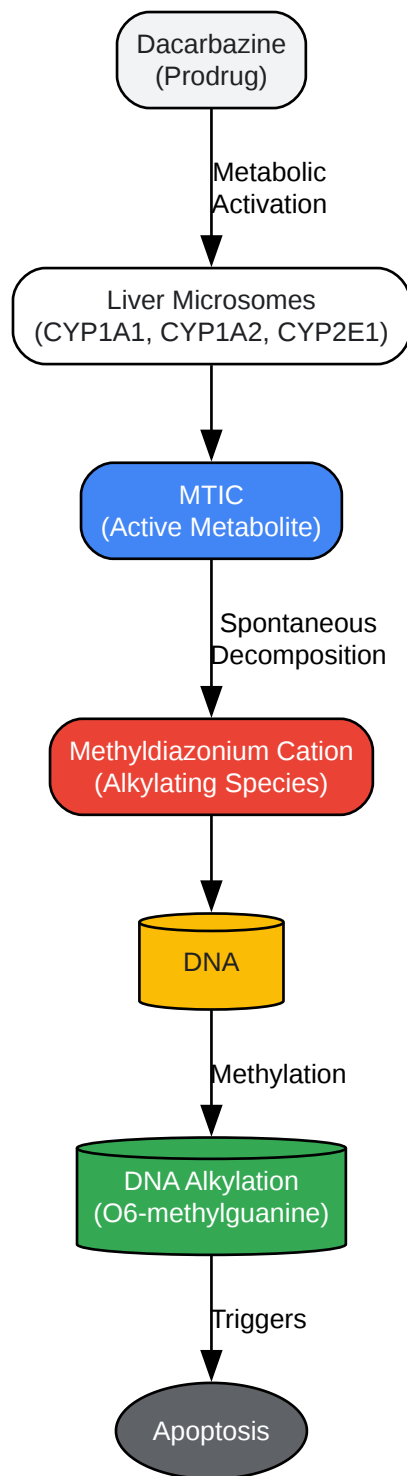 Dacarbazine
(Prodrug)
Metabolic
Activation
Liver Microsomes
(CYP1A1, CYP1A2, CYP2E1)
MTIC
(Active Metabolite)
Spontaneous
Decomposition
Methyldiazonium Cation
(Alkylating Species)
DNA
Methylation
DNA Alkylation
(O6-methylguanine)
Triggers
Apoptosis